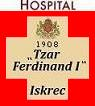 HOSPITAL
1908
„Tzar
Ferdinand I"
Iskrec